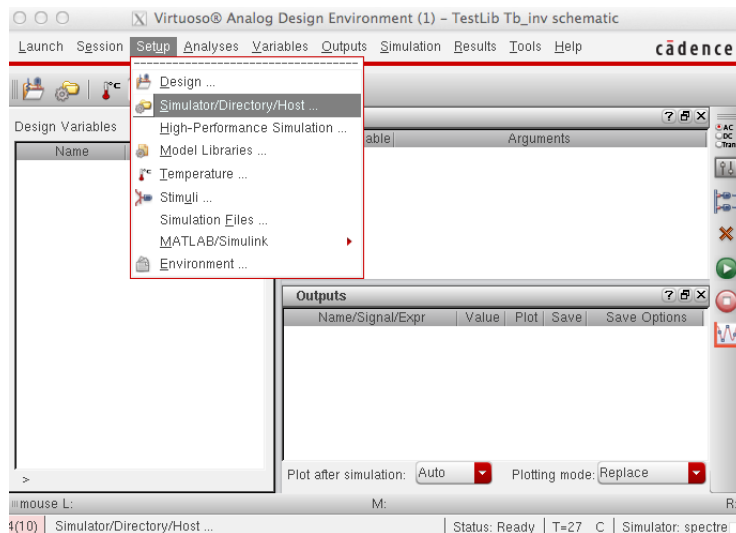 Virtuoso® Analog Design Environment (1) – TestLib Tb_inv schematic
Launch Session Setup Analyses Variables Outputs Simulation Results Tools Help cādence
°C
Design ...
Simulator/Directory/Host ...
High-Performance Simulation ...
Model Libraries ...
Temperature ...
Stimuli ...
Simulation Files ...
MATLAB/Simulink
Environment ...
Design Variables
Name
able Arguments
AC
DC
Tran
Outputs
Name/Signal/Expr Value Plot Save Save Options
>
Plot after simulation: Auto Plotting mode: Replace
mouse L: M: R:
4(10) Simulator/Directory/Host ... Status: Ready T=27 C Simulator: spectre